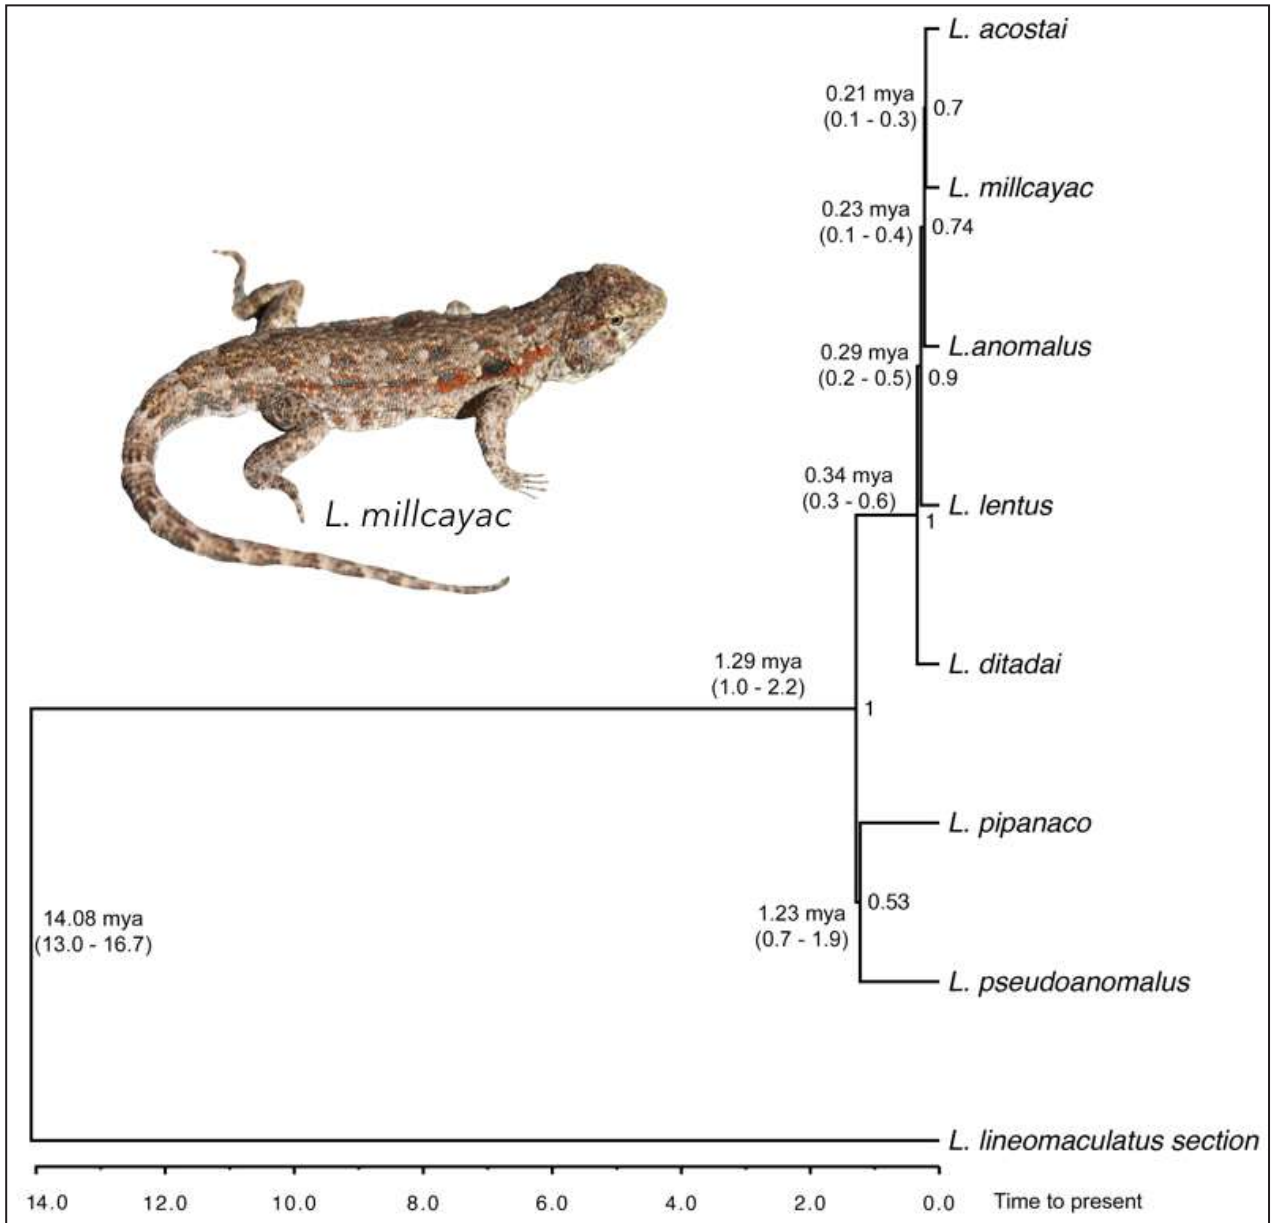 L. acostai
0.21 mya
(0.1 - 0.3)
0.7
L. millcayac
0.23 mya
(0.1 - 0.4)
0.74
L.anomalus
0.29 mya
(0.2 - 0.5)
0.9
0.34 mya
(0.3 - 0.6)
L. lentus
1
L. millcayac
L. ditadai
1.29 mya
(1.0 - 2.2)
1
L. pipanaco
0.53
1.23 mya
(0.7 - 1.9)
14.08 mya
(13.0 - 16.7)
L. pseudoanomalus
L. lineomaculatus section
14.0 12.0 10.0 8.0 6.0 4.0 2.0 0.0 Time to present